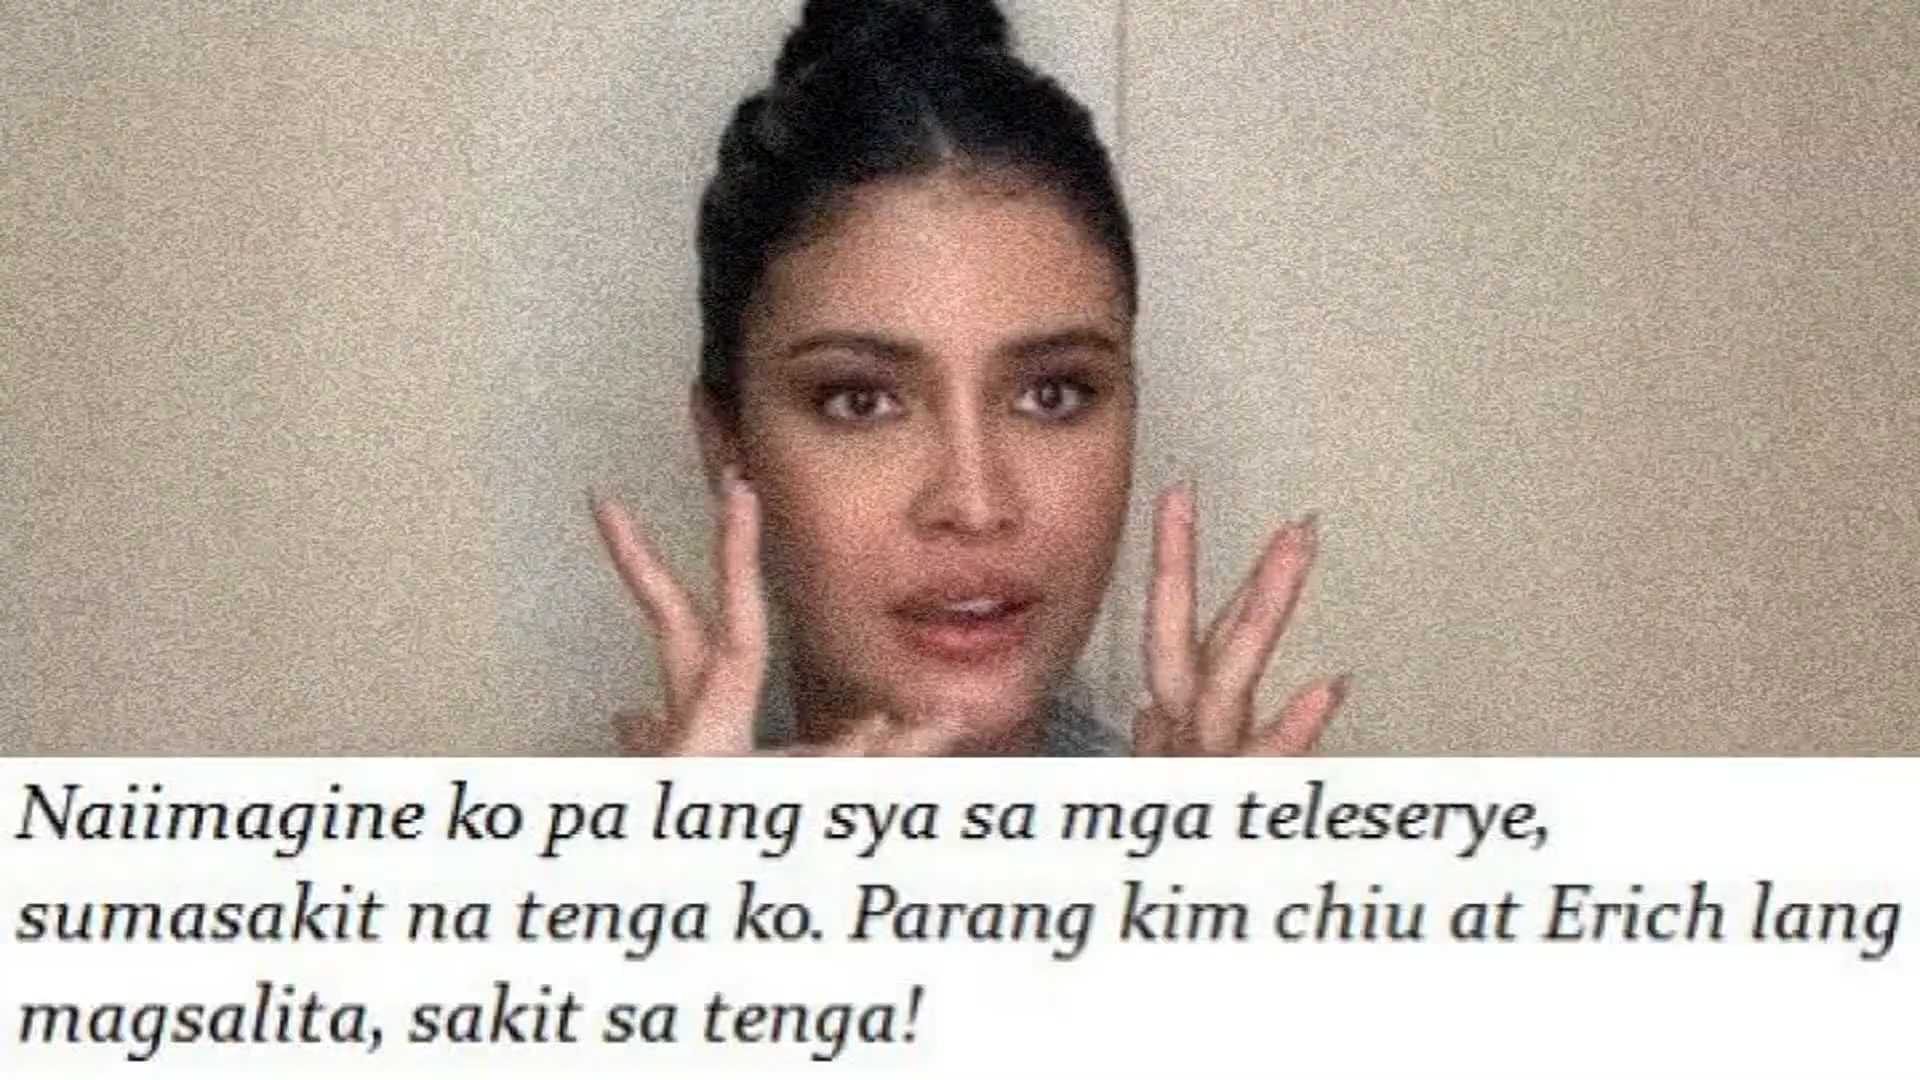 Naiimagine ko pa lang sya sa mga teleserye,
sumasakit na tenga ko. Parang kim chiu at Erich lang
magsalita, sakit sa tenga!